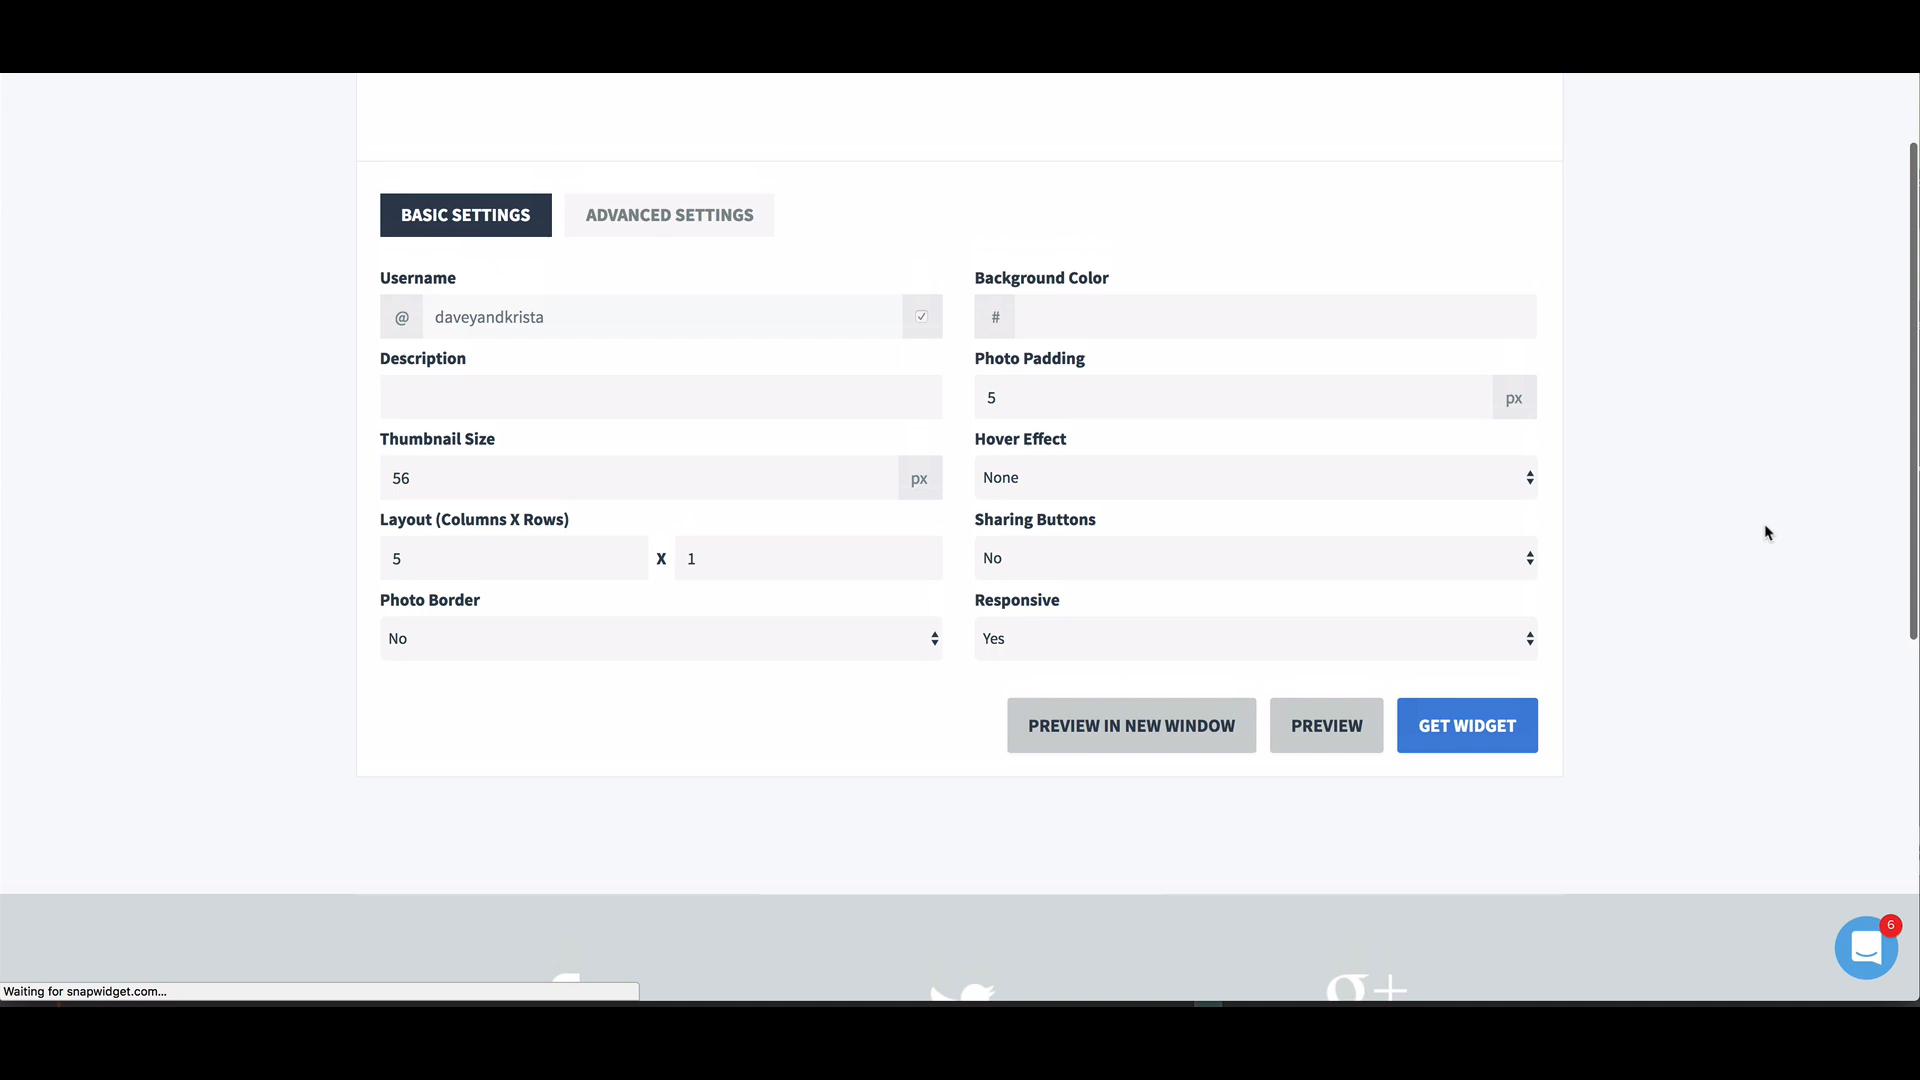 BASIC SETTINGS
ADVANCED SETTINGS
Username
Background Color
@
daveyandkrista
#
Description
Photo Padding
5
px
Thumbnail Size
Hover Effect
56
px
None
Layout (Columns X Rows)
Sharing Buttons
5
X
1
No
Photo Border
Responsive
No
Yes
PREVIEW IN NEW WINDOW
PREVIEW
GET WIDGET
6
Waiting for snapwidget.com...
g+